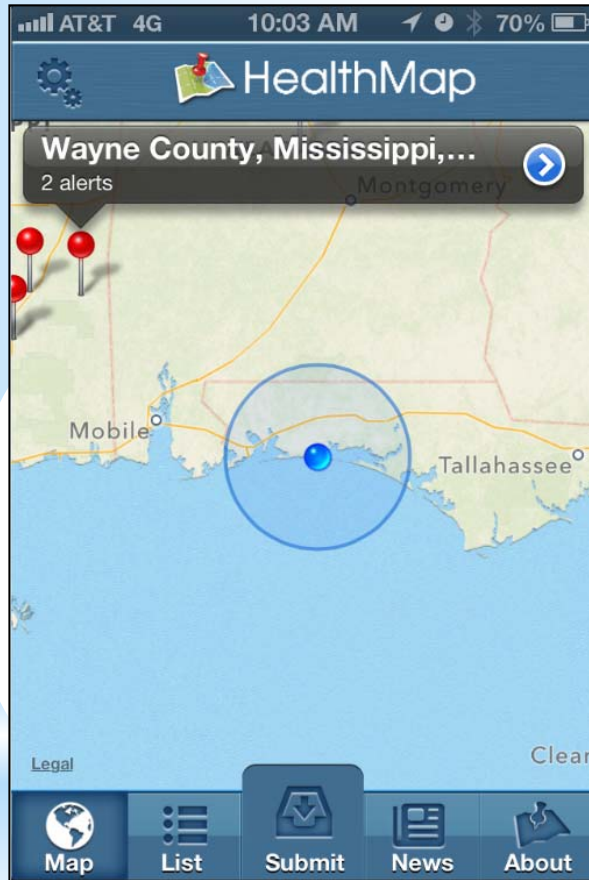 AT&T 4G 10:03 AM 70%
HealthMap
Wayne County, Mississippi,...
2 alerts
Montgomery
Mobile
Tallahassee
Clear
Legal
Map List Submit News About